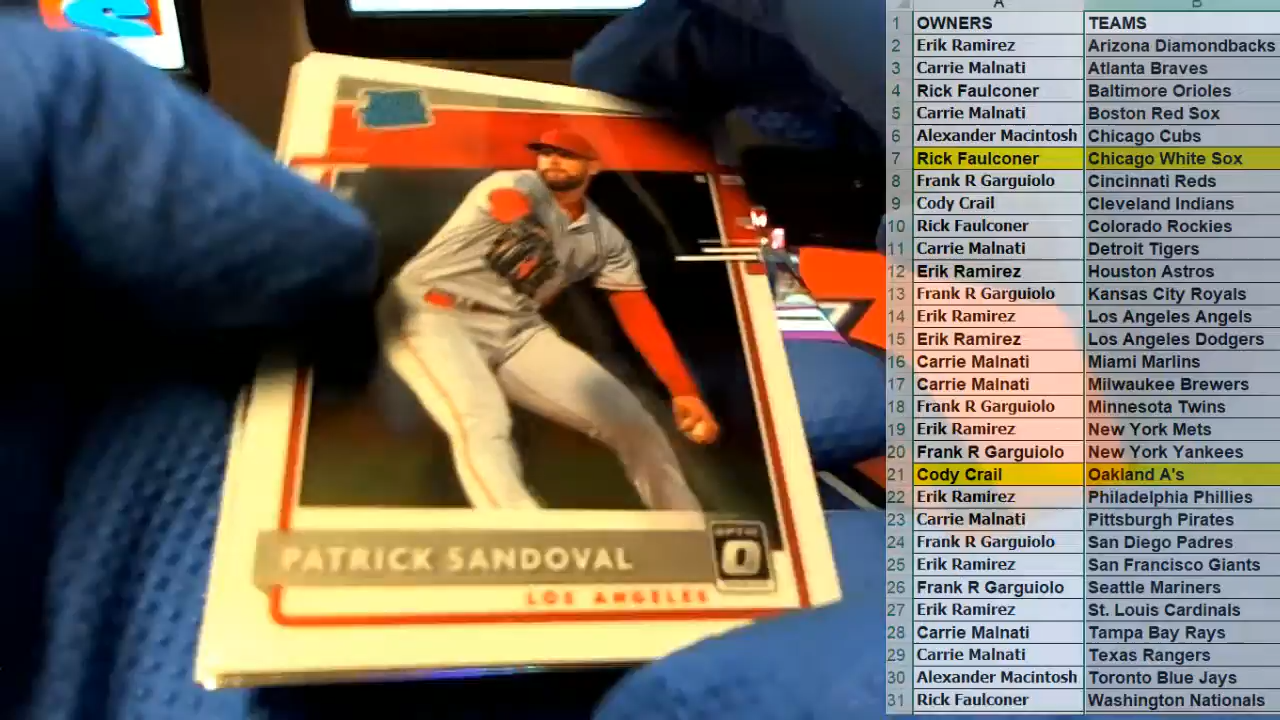 PATRICK SANDOVAL
OPTIC
LOS ANGELES
A B
1 OWNERS TEAMS
2 Erik Ramirez Arizona Diamondbacks
3 Carrie Malnati Atlanta Braves
4 Rick Faulconer Baltimore Orioles
5 Carrie Malnati Boston Red Sox
6 Alexander Macintosh Chicago Cubs
7 Rick Faulconer Chicago White Sox
8 Frank R Garguiolo Cincinnati Reds
9 Cody Crail Cleveland Indians
10 Rick Faulconer Colorado Rockies
11 Carrie Malnati Detroit Tigers
12 Erik Ramirez Houston Astros
13 Frank R Garguiolo Kansas City Royals
14 Erik Ramirez Los Angeles Angels
15 Erik Ramirez Los Angeles Dodgers
16 Carrie Malnati Miami Marlins
17 Carrie Malnati Milwaukee Brewers
18 Frank R Garguiolo Minnesota Twins
19 Erik Ramirez New York Mets
20 Frank R Garguiolo New York Yankees
21 Cody Crail Oakland A's
22 Erik Ramirez Philadelphia Phillies
23 Carrie Malnati Pittsburgh Pirates
24 Frank R Garguiolo San Diego Padres
25 Erik Ramirez San Francisco Giants
26 Frank R Garguiolo Seattle Mariners
27 Erik Ramirez St. Louis Cardinals
28 Carrie Malnati Tampa Bay Rays
29 Carrie Malnati Texas Rangers
30 Alexander Macintosh Toronto Blue Jays
31 Rick Faulconer Washington Nationals